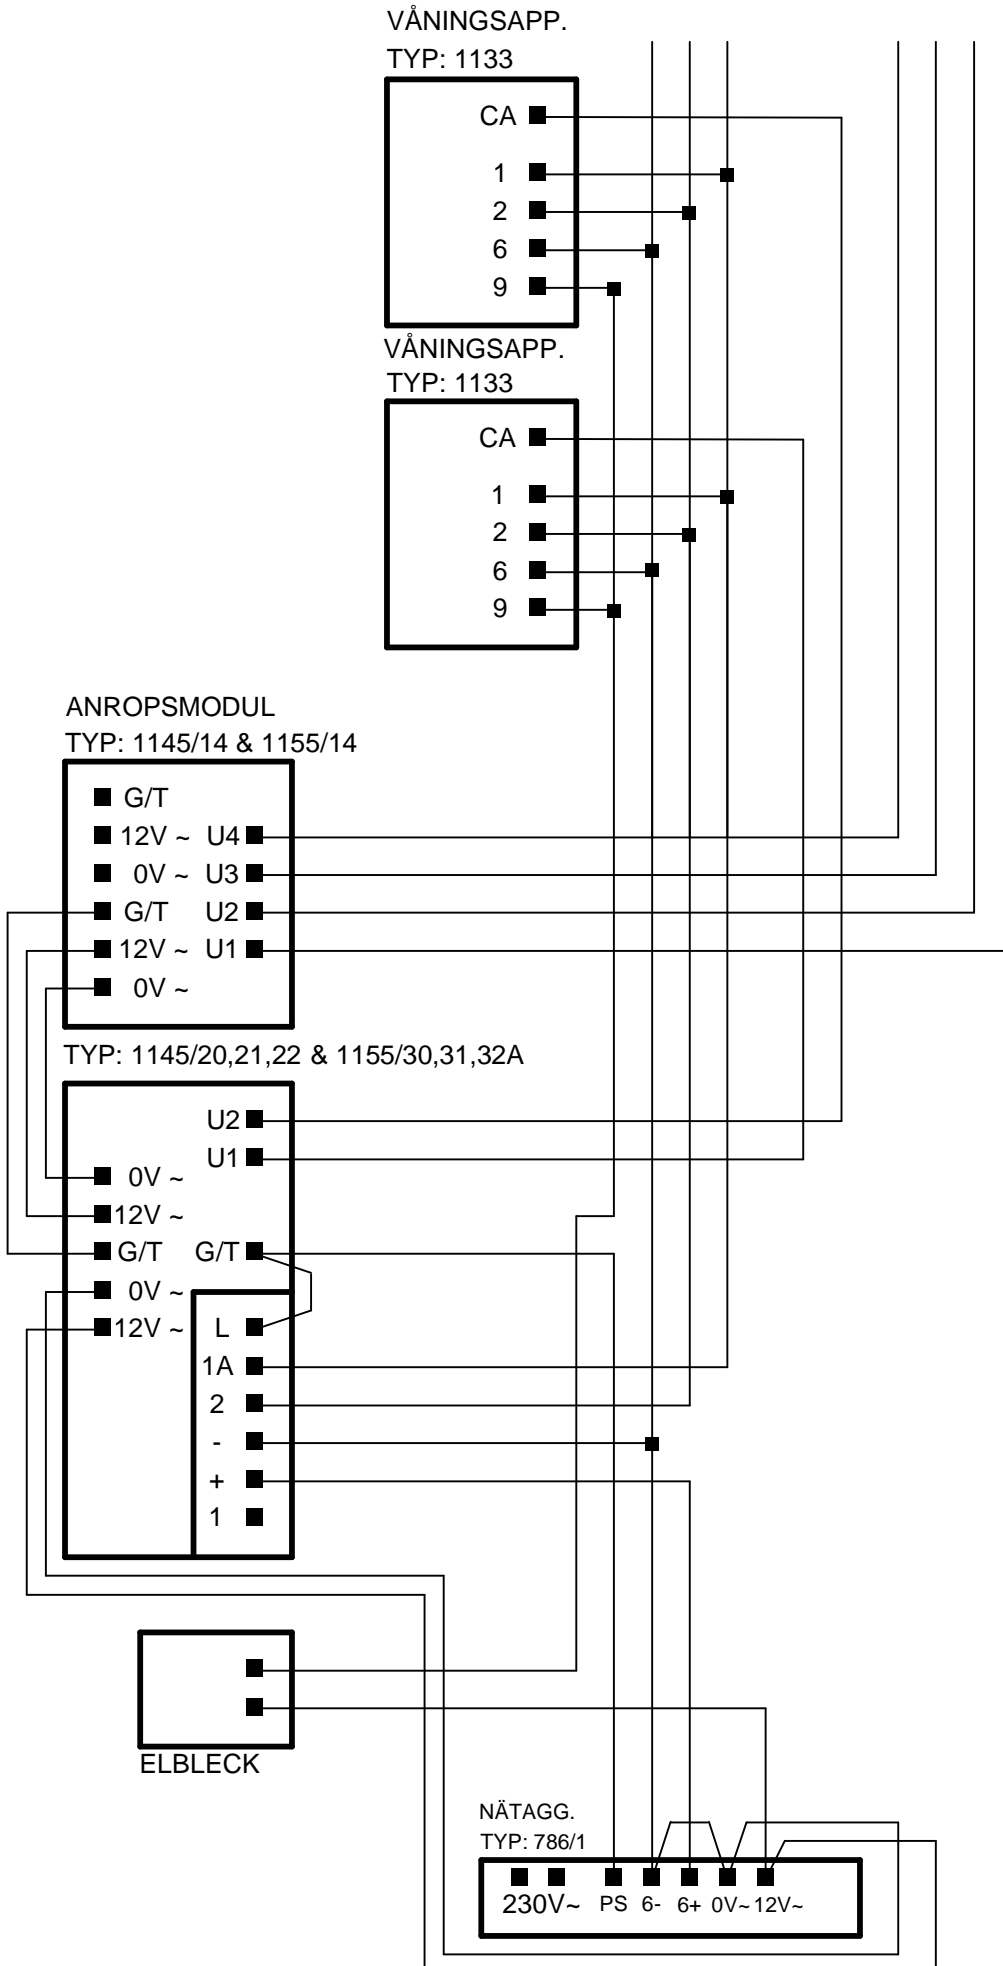 VÅNINGSAPP.
TYP: 1133
CA
1
2
6
9
VÅNINGSAPP.
TYP: 1133
CA
1
2
6
9
ANROPSMODUL
TYP: 1145/14 & 1155/14
G/T
12V ~ U4
0V ~ U3
G/T U2
12V ~ U1
0V ~
TYP: 1145/20,21,22 & 1155/30,31,32A
U2
U1
0V ~
12V ~
G/T G/T
0V ~
12V ~ L
1A
2
-
+
1
ELBLECK
NÄTAGG.
TYP: 786/1
230V~ PS 6- 6+ 0V~ 12V~